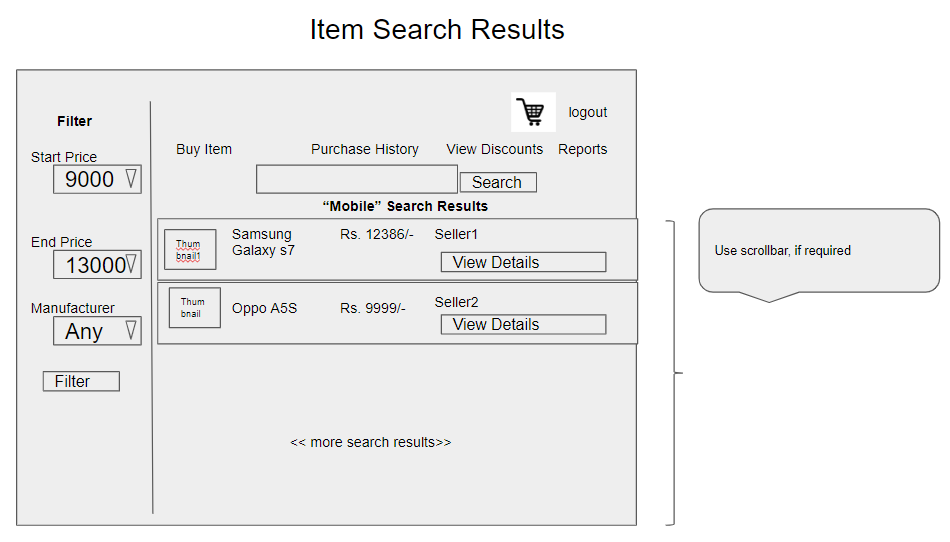 Item Search Results
logout
Filter
Buy Item Purchase History View Discounts Reports
Start Price
9000
Search
“Mobile” Search Results
Thum
bnail1
Samsung
Galaxy s7
Rs. 12386/-
Seller1
View Details
End Price
13000
Thum
bnail
Oppo A5S
Rs. 9999/-
Seller2
View Details
Manufacturer
Any
Filter
<< more search results>>
Use scrollbar, if required